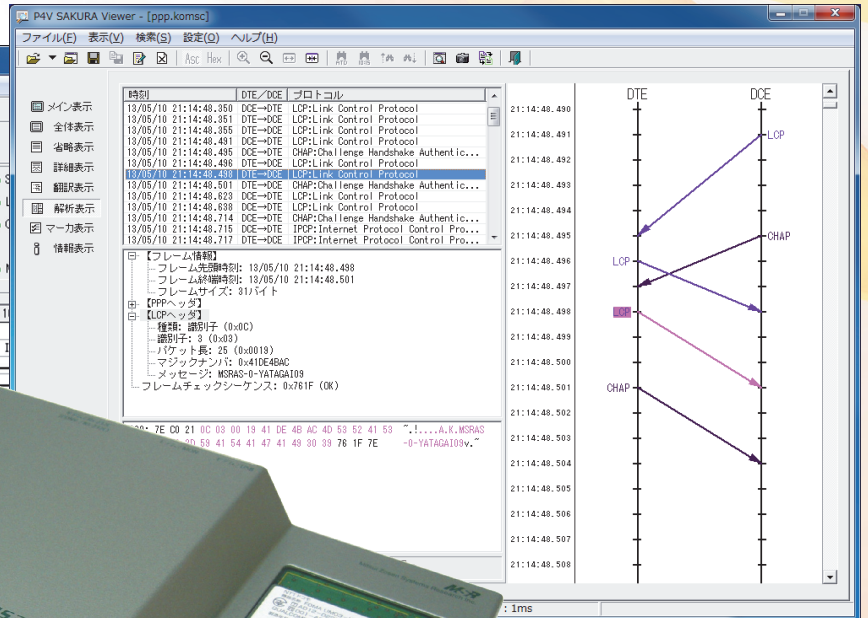 P4V SAKURA Viewer - [ppp.komsc]
ファイル(F) 表示(V) 検索(S) 設定(O) ヘルプ(H)
Asc Hex
メイン表示
全体表示
省略表示
詳細表示
翻訳表示
解析表示
マーカ表示
情報表示
時刻 DTE/DCE プロトコル
13/05/10 21:14:48.350 DCE→DTE LCP:Link Control Protocol
13/05/10 21:14:48.351 DTE→DCE LCP:Link Control Protocol
13/05/10 21:14:48.355 DTE→DCE LCP:Link Control Protocol
13/05/10 21:14:48.491 DCE→DTE LCP:Link Control Protocol
13/05/10 21:14:48.495 DCE→DTE CHAP:Challenge Handshake Authentic...
13/05/10 21:14:48.496 DTE→DCE LCP:Link Control Protocol
13/05/10 21:14:48.498 DTE→DCE LCP:Link Control Protocol
13/05/10 21:14:48.501 DTE→DCE CHAP:Challenge Handshake Authentic...
13/05/10 21:14:48.623 DCE→DTE LCP:Link Control Protocol
13/05/10 21:14:48.638 DCE→DTE LCP:Link Control Protocol
13/05/10 21:14:48.714 DCE→DTE CHAP:Challenge Handshake Authentic...
13/05/10 21:14:48.715 DTE→DCE IPCP:Internet Protocol Control Pro...
13/05/10 21:14:48.717 DTE→DCE IPCP:Internet Protocol Control Pro...
【フレーム情報】
フレーム先頭時刻: 13/05/10 21:14:48.498
フレーム終端時刻: 13/05/10 21:14:48.501
フレームサイズ: 31バイト
【PPPヘッダ】
【LCPヘッダ】
種類: 識別子 (0x0C)
識別子: 3 (0x03)
パケット長: 25 (0x0019)
マジックナンバ: 0x41DE4BAC
メッセージ: MSRAS-0-YATAGAI09
フレームチェックシーケンス: 0x761F (OK)
7E C0 21 0C 03 00 19 41 DE 4B AC 4D 53 52 41 53 ~.!....A.K.MSRAS
59 41 54 41 47 41 49 30 39 76 1F 7E -0-YATAGAI09v.~
DTE DCE
21:14:48.490
21:14:48.491 LCP
21:14:48.492
21:14:48.493
21:14:48.494
21:14:48.495 CHAP
21:14:48.496 LCP
21:14:48.497
21:14:48.498 LCP
21:14:48.499
21:14:48.500
21:14:48.501 CHAP
21:14:48.502
21:14:48.503
21:14:48.504
21:14:48.505
21:14:48.506
21:14:48.507
21:14:48.508
: 1ms